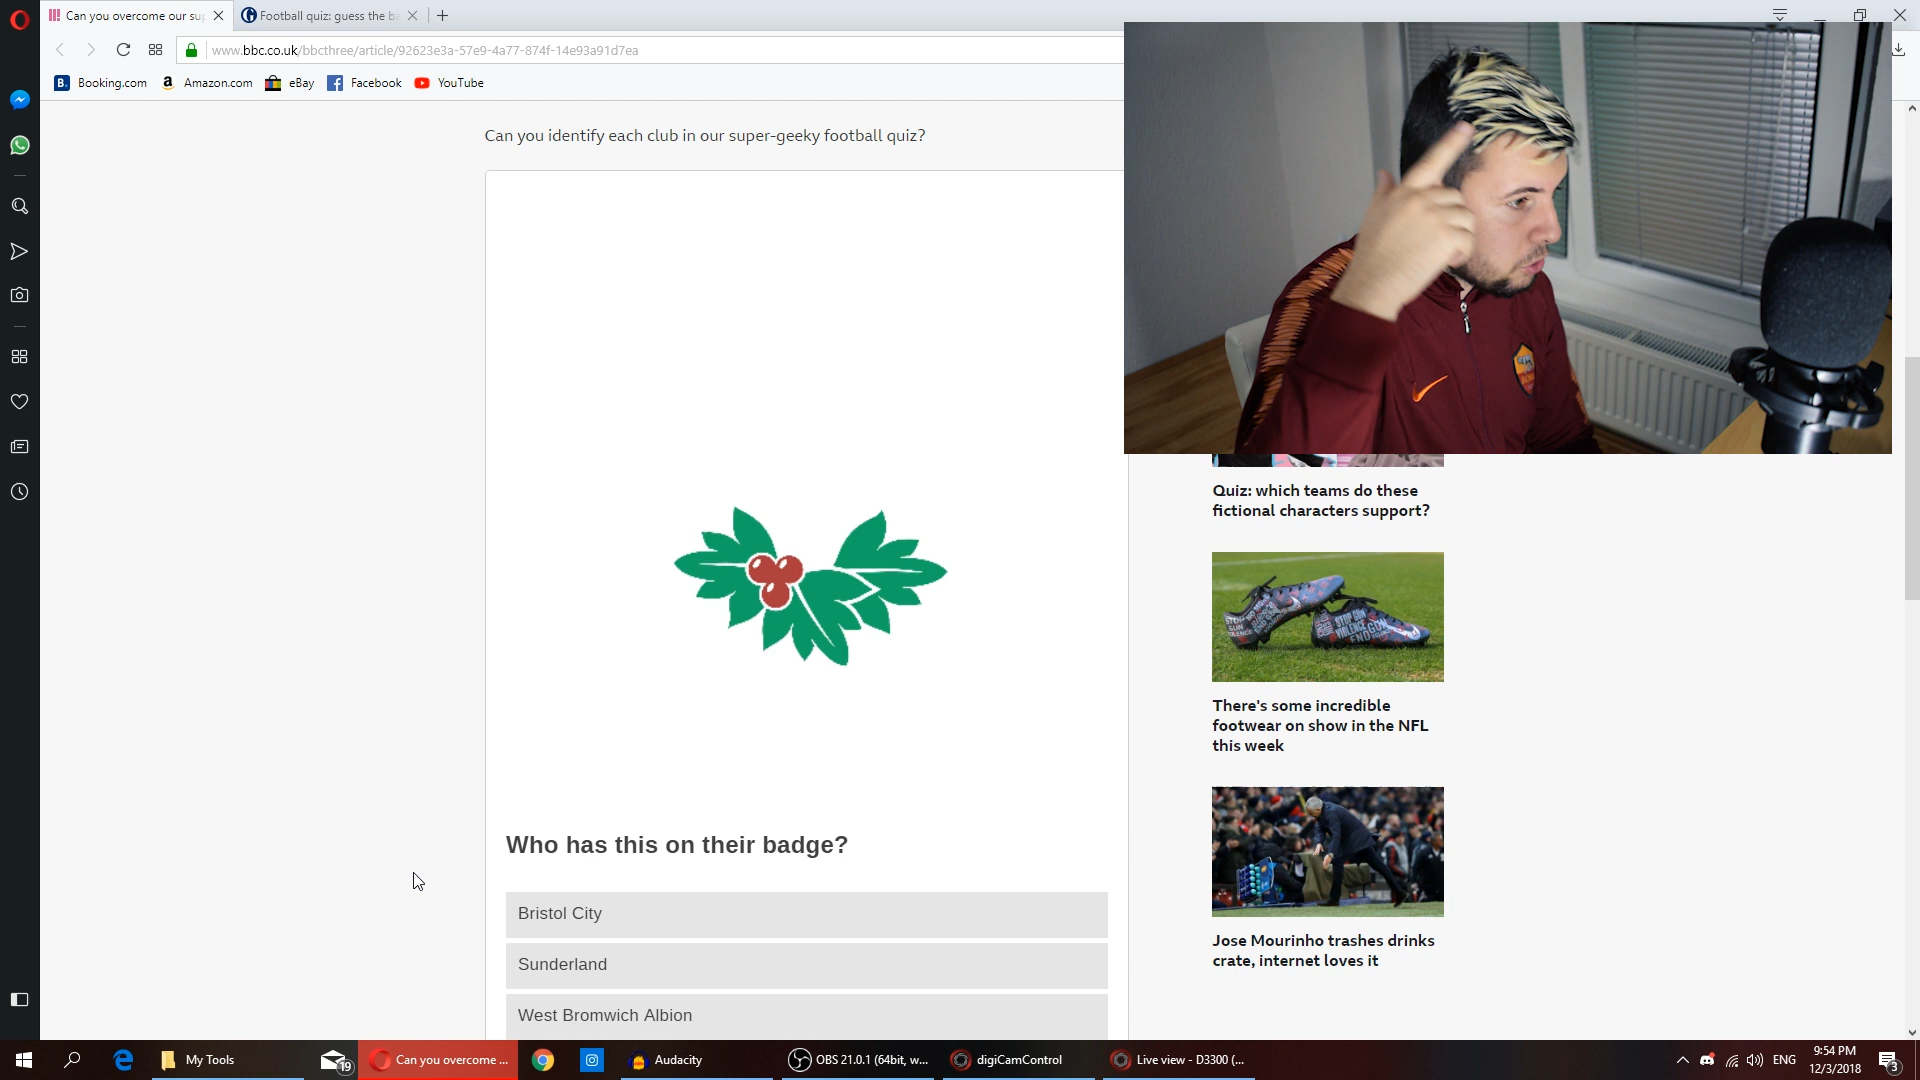 Can you overcome our sup
Football quiz: guess the ba
www.bbc.co.uk/bbcthree/article/92623e3a-57e9-4a77-874f-14e93a91d7ea
B. Booking.com
a Amazon.com
eBay
Facebook
YouTube
Can you identify each club in our super-geeky football quiz?
Quiz: which teams do these
fictional characters support?
There's some incredible
footwear on show in the NFL
this week
Jose Mourinho trashes drinks
crate, internet loves it
Who has this on their badge?
Bristol City
Sunderland
West Bromwich Albion
My Tools
19
Can you overcome ...
Audacity
OBS 21.0.1 (64bit, w...
digiCamControl
Live view - D3300 (...
ENG
9:54 PM
12/3/2018
3